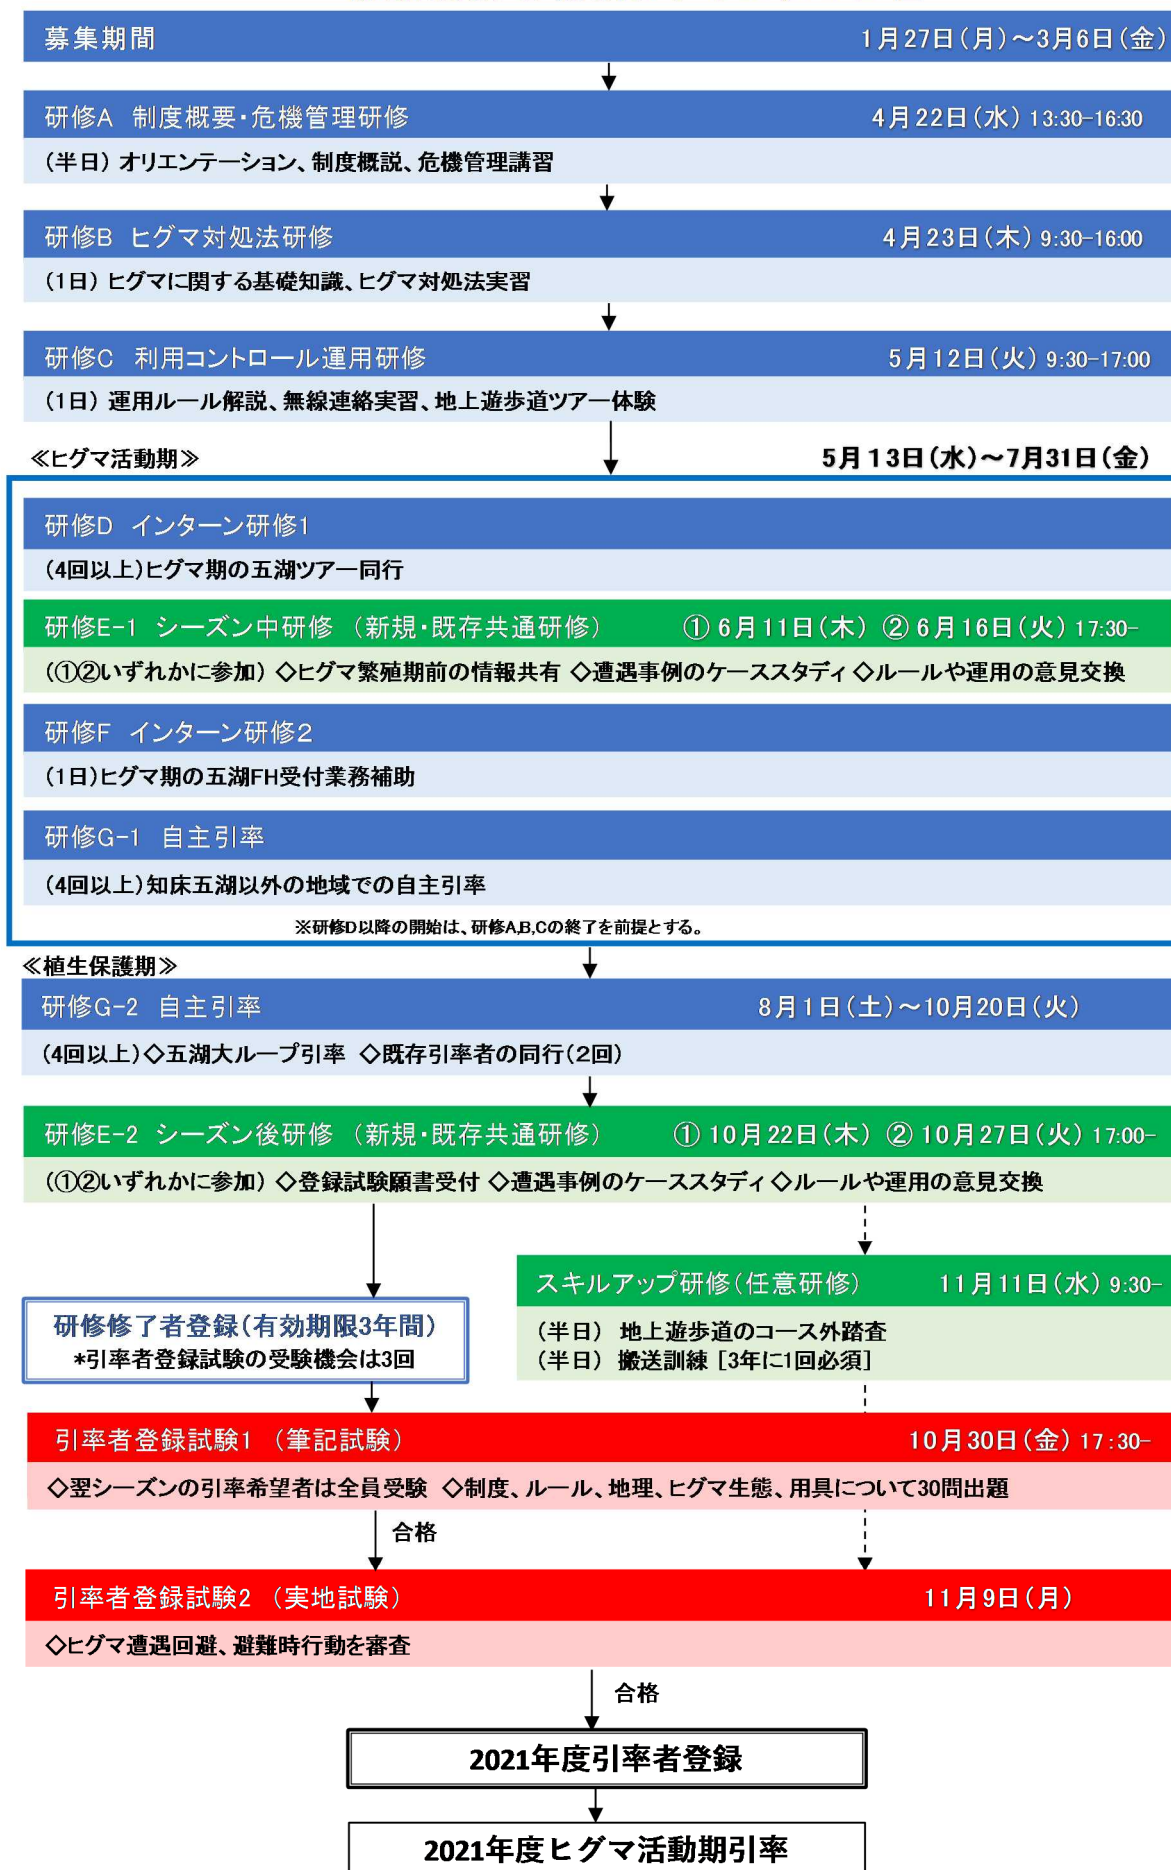 募集期間 1月27日(月)～3月6日(金)
研修A 制度概要・危機管理研修 4月22日(水) 13:30-16:30
(半日) オリエンテーション、制度概説、危機管理講習
研修B ヒグマ対処法研修 4月23日(木) 9:30-16:00
(1日) ヒグマに関する基礎知識、ヒグマ対処法実習
研修C 利用コントロール運用研修 5月12日(火) 9:30-17:00
(1日) 運用ルール解説、無線連絡実習、地上遊歩道ツアー体験
≪ヒグマ活動期≫ 5月13日(水)～7月31日(金)
研修D インターン研修1
(4回以上)ヒグマ期の五湖ツアー同行
研修E-1 シーズン中研修 (新規・既存共通研修) ① 6月11日(木) ② 6月16日(火) 17:30-
(①②いずれかに参加) ◇ヒグマ繁殖期前の情報共有 ◇遭遇事例のケーススタディ ◇ルールや運用の意見交換
研修F インターン研修2
(1日)ヒグマ期の五湖FH受付業務補助
研修G-1 自主引率
(4回以上)知床五湖以外の地域での自主引率
※研修D以降の開始は、研修A,B,Cの終了を前提とする。
≪植生保護期≫
研修G-2 自主引率 8月1日(土)～10月20日(火)
(4回以上)◇五湖大ループ引率 ◇既存引率者の同行(2回)
研修E-2 シーズン後研修 (新規・既存共通研修) ① 10月22日(木) ② 10月27日(火) 17:00-
(①②いずれかに参加) ◇登録試験願書受付 ◇遭遇事例のケーススタディ ◇ルールや運用の意見交換
スキルアップ研修(任意研修) 11月11日(水) 9:30-
(半日) 地上遊歩道のコース外踏査
(半日) 搬送訓練 [3年に1回必須]
研修修了者登録(有効期限3年間)
*引率者登録試験の受験機会は3回
引率者登録試験1 (筆記試験) 10月30日(金) 17:30-
◇翌シーズンの引率希望者は全員受験 ◇制度、ルール、地理、ヒグマ生態、用具について30問出題
合格
引率者登録試験2 (実地試験) 11月9日(月)
◇ヒグマ遭遇回避、避難時行動を審査
合格
2021年度引率者登録
2021年度ヒグマ活動期引率